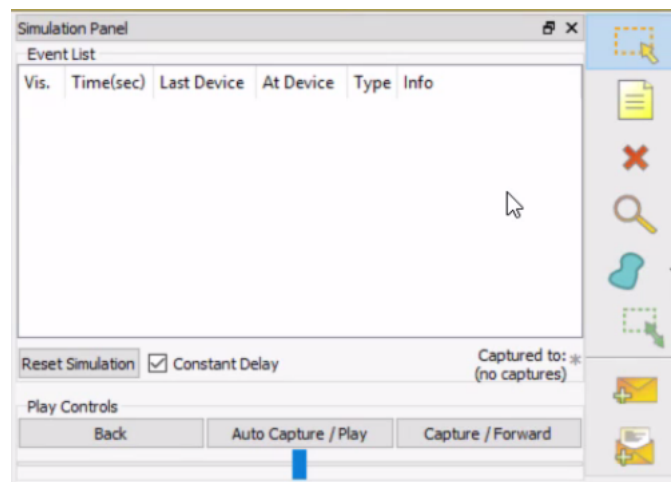 Simulation Panel
Event List
Vis. Time(sec) Last Device At Device Type Info
Reset Simulation Constant Delay Captured to: *
(no captures)
Play Controls
Back Auto Capture / Play Capture / Forward